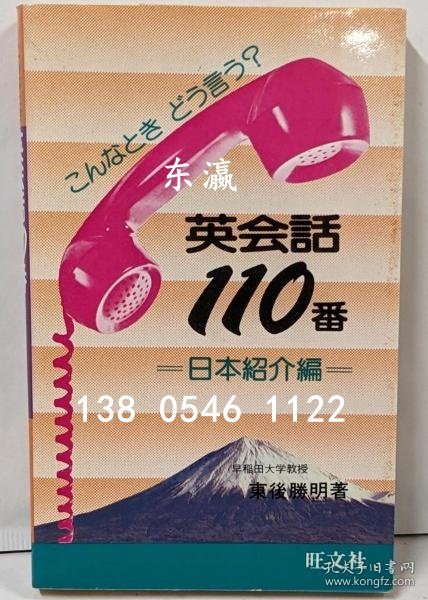 こんなとき どう言う?
东瀛
英会話
110番
=日本紹介編=
138 0546 1122
早稲田大学教授
東後勝明著
旺文社
孔夫子旧书网
www.kongfz.com